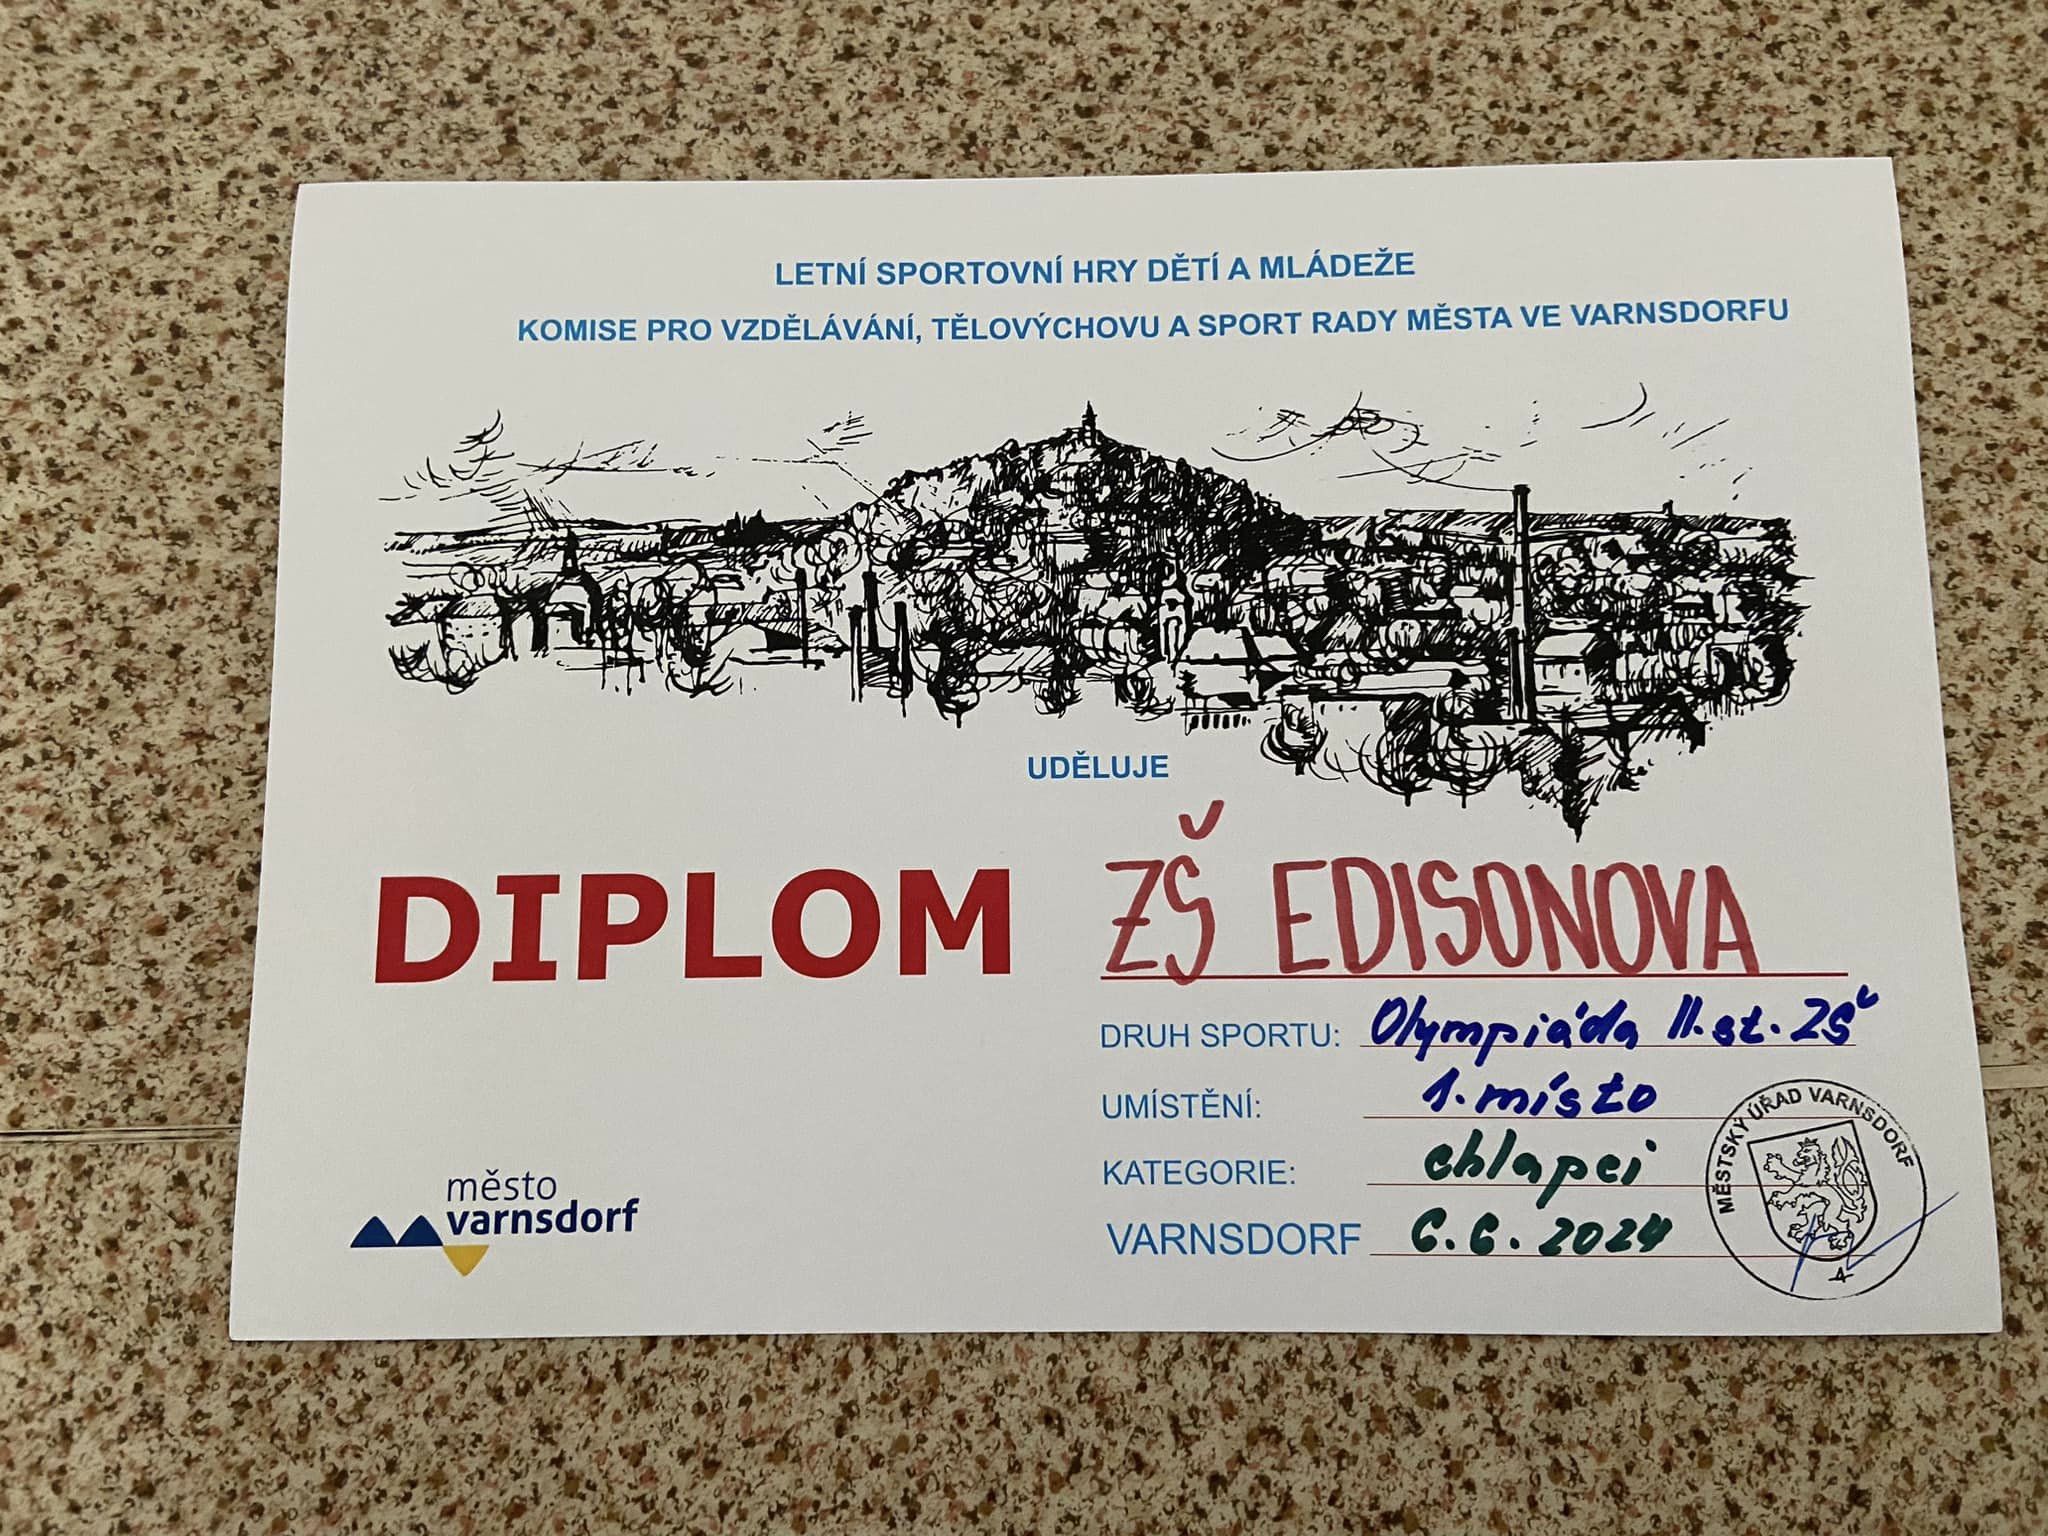 LETNÍ SPORTOVNÍ HRY DĚTÍ A MLÁDEŽE
KOMISE PRO VZDĚLÁVÁNÍ, TĚLOVÝCHOVU A SPORT RADY MĚSTA VE VARNSDORFU
UDĚLUJE
DIPLOM ZŠ EDISONOVA
DRUH SPORTU: Olympiáda II.st. ZŠ
UMÍSTĚNÍ: 1. místo
KATEGORIE: chlapci
VARNSDORF 6.6.2024
město
varnsdorf
MĚSTSKÝ ÚŘAD VARNSDORF
4